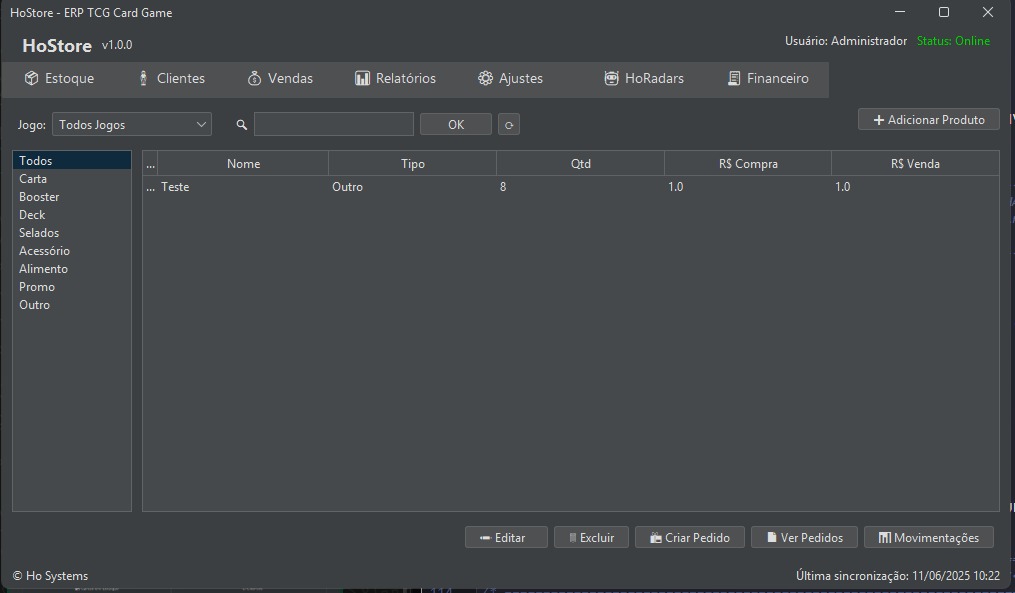 HoStore - ERP TCG Card Game
HoStore v1.0.0
Usuário: Administrador Status: Online
Estoque Clientes Vendas Relatórios Ajustes HoRadars Financeiro
Jogo: Todos Jogos OK Adicionar Produto
Todos
Carta
Booster
Deck
Selados
Acessório
Alimento
Promo
Outro
... Nome Tipo Qtd R$ Compra R$ Venda
... Teste Outro 8 1.0 1.0
Editar Excluir Criar Pedido Ver Pedidos Movimentações
© Ho Systems Última sincronização: 11/06/2025 10:22